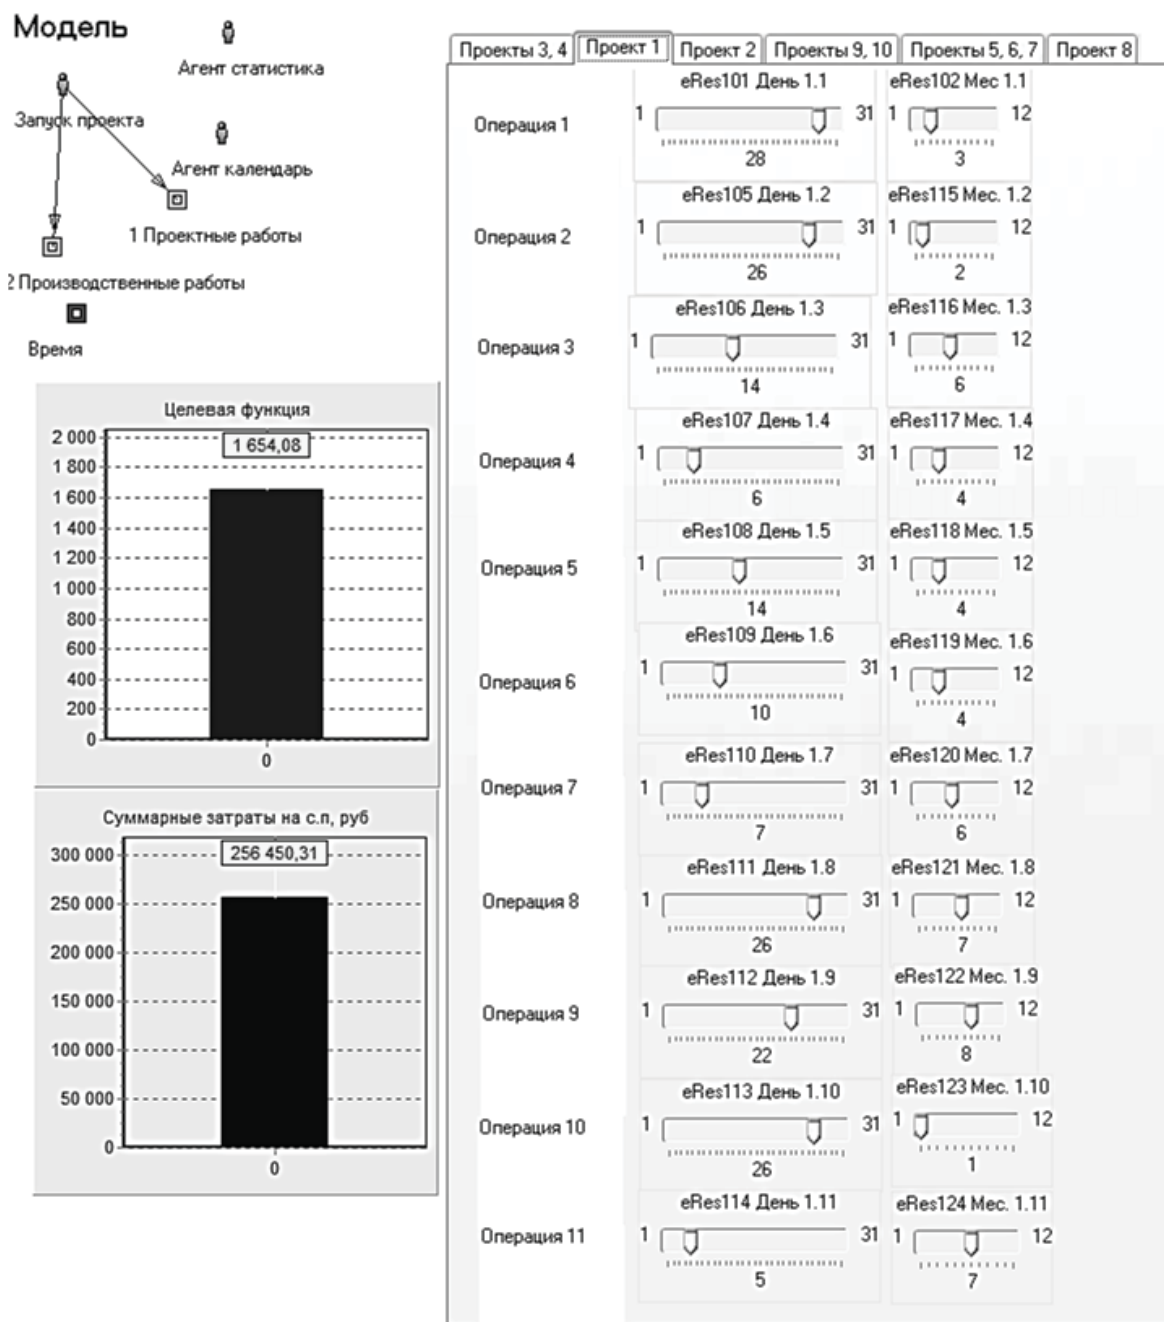 Модель
Агент статистика
Запуск проекта
Агент календарь
1 Проектные работы
2 Производственные работы
Время
Целевая функция
2 000
1 654,08
1 800
1 600
1 400
1 200
1 000
800
600
400
200
0
0
Суммарные затраты на с.п, руб
300 000
256 450,31
250 000
200 000
150 000
100 000
50 000
0
0
Проекты 3, 4 Проект 1 Проект 2 Проекты 9, 10 Проекты 5, 6, 7 Проект 8
eRes101 День 1.1 eRes102 Мес 1.1
Операция 1 1 31 1 12
28 3
eRes105 День 1.2 eRes115 Мес. 1.2
Операция 2 1 31 1 12
26 2
eRes106 День 1.3 eRes116 Мес. 1.3
Операция 3 1 31 1 12
14 6
eRes107 День 1.4 eRes117 Мес. 1.4
Операция 4 1 31 1 12
6 4
eRes108 День 1.5 eRes118 Мес. 1.5
Операция 5 1 31 1 12
14 4
eRes109 День 1.6 eRes119 Мес. 1.6
Операция 6 1 31 1 12
10 4
eRes110 День 1.7 eRes120 Мес. 1.7
Операция 7 1 31 1 12
7 6
eRes111 День 1.8 eRes121 Мес. 1.8
Операция 8 1 31 1 12
26 7
eRes112 День 1.9 eRes122 Мес. 1.9
Операция 9 1 31 1 12
22 8
eRes113 День 1.10 eRes123 Мес. 1.10
Операция 10 1 31 1 12
26 1
eRes114 День 1.11 eRes124 Мес. 1.11
Операция 11 1 31 1 12
5 7